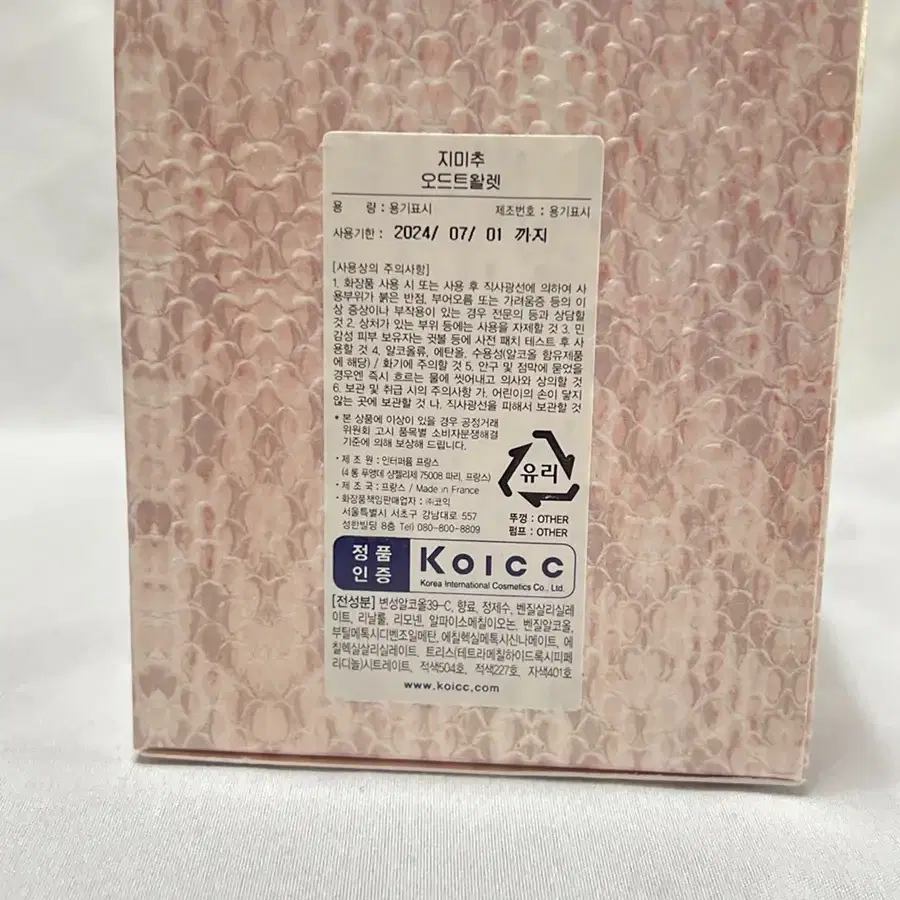 지미추
오드트왈렛
용 량 : 용기표시 제조번호 : 용기표시
사용기한 : 2024/ 07/ 01 까지
[사용상의 주의사항]
1. 화장품 사용 시 또는 사용 후 직사광선에 의하여 사
용부위가 붉은 반점, 부어오름 또는 가려움증 등의 이
상 증상이나 부작용이 있는 경우 전문의 등과 상담할
것 2. 상처가 있는 부위 등에는 사용을 자제할 것 3. 민
감성 피부 보유자는 귓볼 등에 사전 패치 테스트 후 사
용할 것 4. 알코올류, 에탄올, 수용성(알코올 함유제품
에 해당) / 화기에 주의할 것 5. 안구 및 점막에 묻었을
경우엔 즉시 흐르는 물에 씻어내고 의사와 상의할 것
6. 보관 및 취급 시의 주의사항 가. 어린이의 손이 닿지
않는 곳에 보관할 것 나. 직사광선을 피해서 보관할 것
* 본 상품에 이상이 있을 경우 공정거래
위원회 고시 품목별 소비자분쟁해결
기준에 의해 보상해 드립니다.
• 제 조 원 : 인터퍼퓸 프랑스
(4 롱 푸앵데 샹젤리제 75008 파리, 프랑스)
• 제 조 국 : 프랑스 / Made in France
• 화장품책임판매업자 : ㈜코익
서울특별시 서초구 강남대로 557
성한빌딩 8층 Tel) 080-800-8809
유리
뚜껑 : OTHER
펌프 : OTHER
정품
인증
Koicc
Korea International Cosmetics Co., Ltd.
[전성분] 변성알코올39-C, 향료, 정제수, 벤질살리실레
이트, 리날룰, 리모넨, 알파이소메칠이오논, 벤질알코올,
부틸메톡시디벤조일메탄, 에칠헥실메톡시신나메이트, 에
칠헥실살리실레이트, 트리스(테트라메칠하이드록시피페
리디놀)시트레이트, 적색504호, 적색227호, 자색401호
www.koicc.com